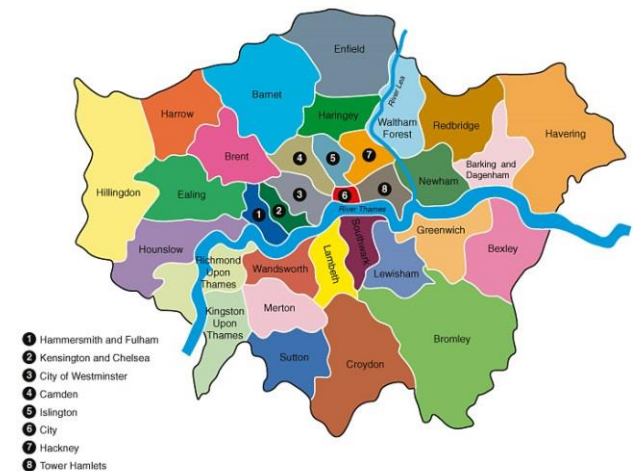 Enfield
Barnet
Harrow
Haringey
River Lea
Waltham
Forest
Redbridge
Havering
Brent
4
5
7
Barking and
Dagenham
Hillingdon
Ealing
3
6
8
Newham
1
2
River Thames
Hounslow
Richmond
Upon
Thames
Wandsworth
Lambeth
Southwark
Lewisham
Greenwich
Bexley
Kingston
Upon
Thames
Merton
Sutton
Croydon
Bromley
1 Hammersmith and Fulham
2 Kensington and Chelsea
3 City of Westminster
4 Camden
5 Islington
6 City
7 Hackney
8 Tower Hamlets